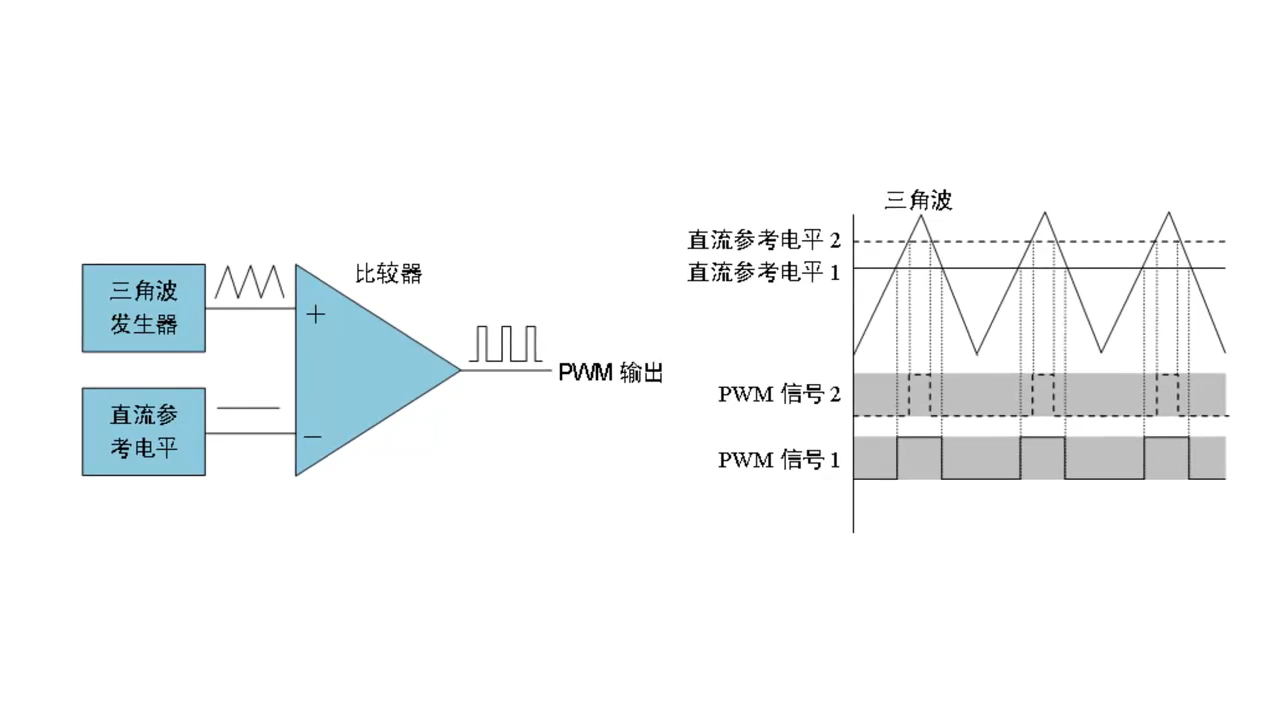 三角波
发生器
直流参
考电平
+
−
比较器
PWM 输出
三角波
直流参考电平 2
直流参考电平 1
PWM 信号 2
PWM 信号 1